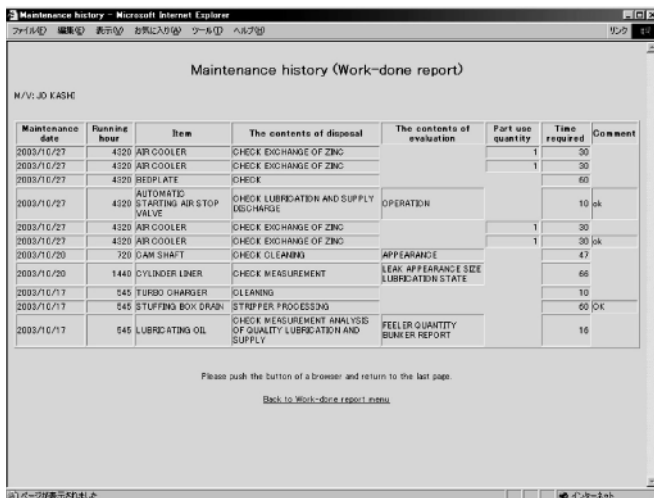 Maintenance history - Microsoft Internet Explorer
ファイル(F) 編集(E) 表示(V) お気に入り(A) ツール(T) ヘルプ(H) リンク
Maintenance history (Work-done report)
M/V: JO KASHI
Maintenance date Running hour Item The contents of disposal The contents of evaluation Part use quantity Time required Comment
2003/10/27 4320 AIR COOLER CHECK EXCHANGE OF ZINC 1 30
2003/10/27 4320 AIR COOLER CHECK EXCHANGE OF ZINC 1 30
2003/10/27 4320 BEDPLATE CHECK 60
2003/10/27 4320 AUTOMATIC STARTING AIR STOP VALVE CHECK LUBRICATION AND SUPPLY DISCHARGE OPERATION 10 ok
2003/10/27 4320 AIR COOLER CHECK EXCHANGE OF ZINC 1 30
2003/10/27 4320 AIR COOLER CHECK EXCHANGE OF ZINC 1 30 ok
2003/10/20 720 CAM SHAFT CHECK CLEANING APPEARANCE 47
2003/10/20 1440 CYLINDER LINER CHECK MEASUREMENT LEAK APPEARANCE SIZE LUBRICATION STATE 66
2003/10/17 545 TURBO CHARGER CLEANING 10
2003/10/17 545 STUFFING BOX DRAIN STRIPPER PROCESSING 60 OK
2003/10/17 545 LUBRICATING OIL CHECK MEASUREMENT ANALYSIS OF QUALITY LUBRICATION AND SUPPLY FEELER QUANTITY BUNKER REPORT 16
Please push the button of a browser and return to the last page.
Back to Work-done report menu
ページが表示されました インターネット